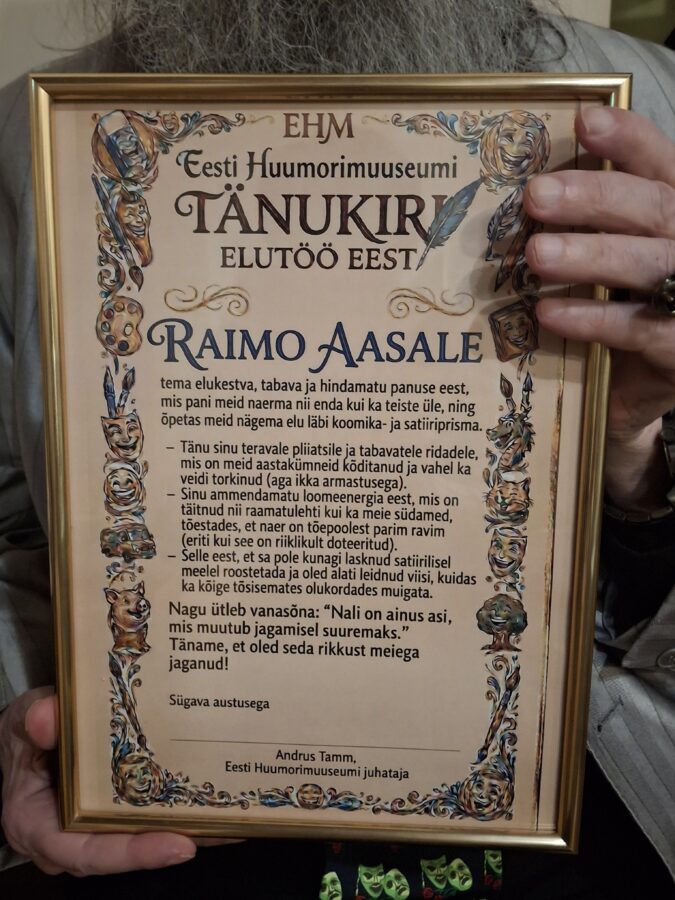 EHM
Eesti Huumorimuuseumi
TÄNUKIRI
ELUTÖÖ EEST
RAIMO AASALE
tema elukestva, tabava ja hindamatu panuse eest,
mis pani meid naerma nii enda kui ka teiste üle, ning
õpetas meid nägema elu läbi koomika- ja satiiriprisma.
– Tänu sinu teravale pliiatsile ja tabavatele ridadele,
mis on meid aastakümneid kõditanud ja vahel ka
veidi torkinud (aga ikka armastusega).
– Sinu ammendamatu loomeenergia eest, mis on
täitnud nii raamatulehti kui ka meie südamed,
tõestades, et naer on tõepoolest parim ravim
(eriti kui see on riiklikult doteeritud).
– Selle eest, et sa pole kunagi lasknud satiirilisel
meelel roostetada ja oled alati leidnud viisi, kuidas
ka kõige tõsisemates olukordades muigata.
Nagu ütleb vanasõna: “Nali on ainus asi,
mis muutub jagamisel suuremaks.”
Täname, et oled seda rikkust meiega
jaganud!
Sügava austusega
Andrus Tamm,
Eesti Huumorimuuseumi juhataja